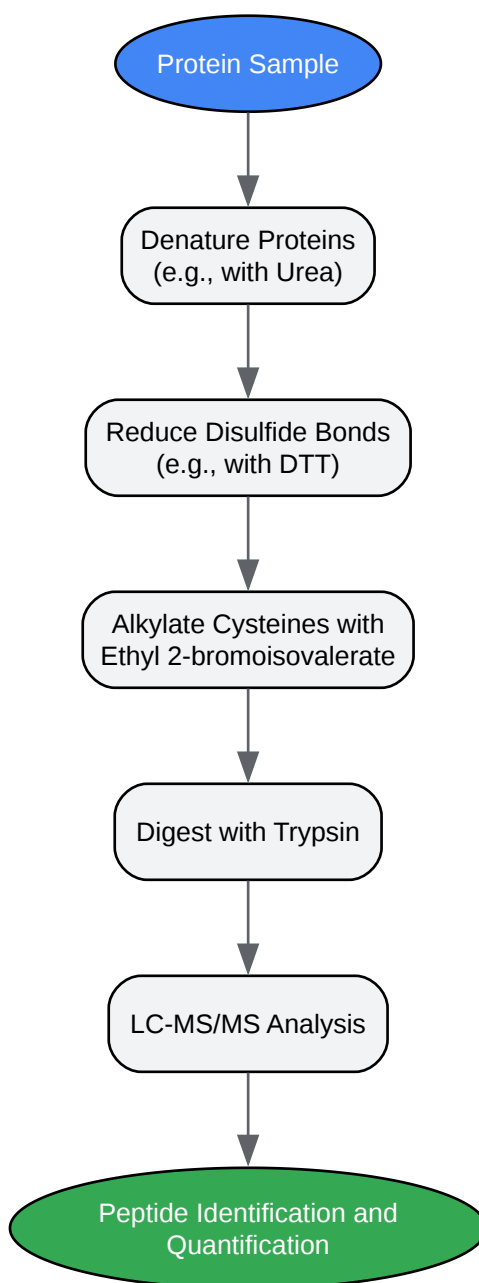 Protein Sample
Denature Proteins
(e.g., with Urea)
Reduce Disulfide Bonds
(e.g., with DTT)
Alkylate Cysteines with
Ethyl 2-bromoisovalerate
Digest with Trypsin
LC-MS/MS Analysis
Peptide Identification and
Quantification